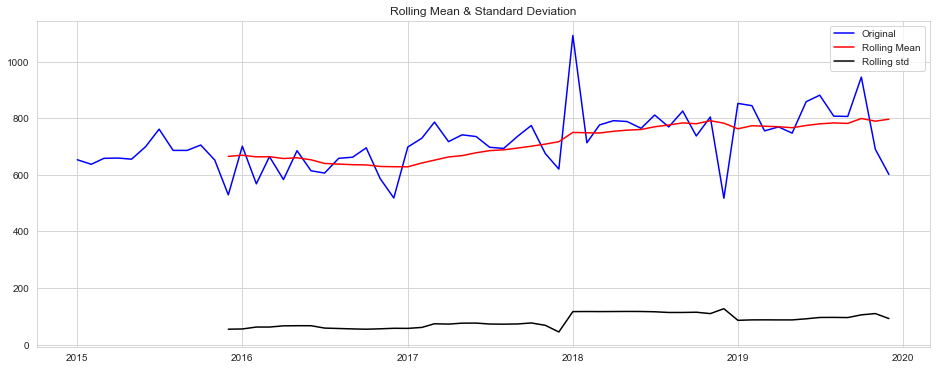 Rolling Mean & Standard Deviation
Original
Rolling Mean
Rolling std
1000
800
600
400
200
0
2015 2016 2017 2018 2019 2020